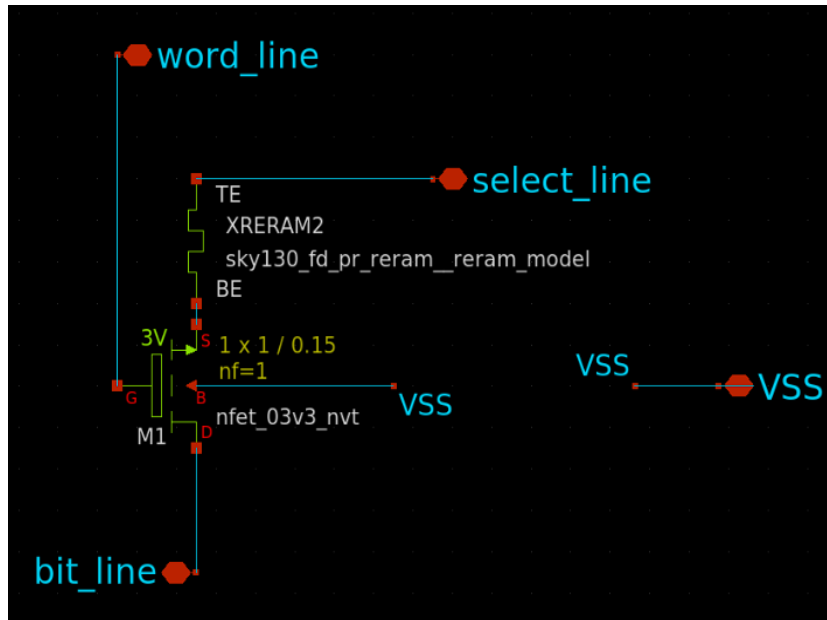 word_line
select_line
TE
XRERAM2
sky130_fd_pr_reram__reram_model
BE
3V
S
1 x 1 / 0.15
nf=1
VSS
VSS
G
B
VSS
nfet_03v3_nvt
D
M1
bit_line